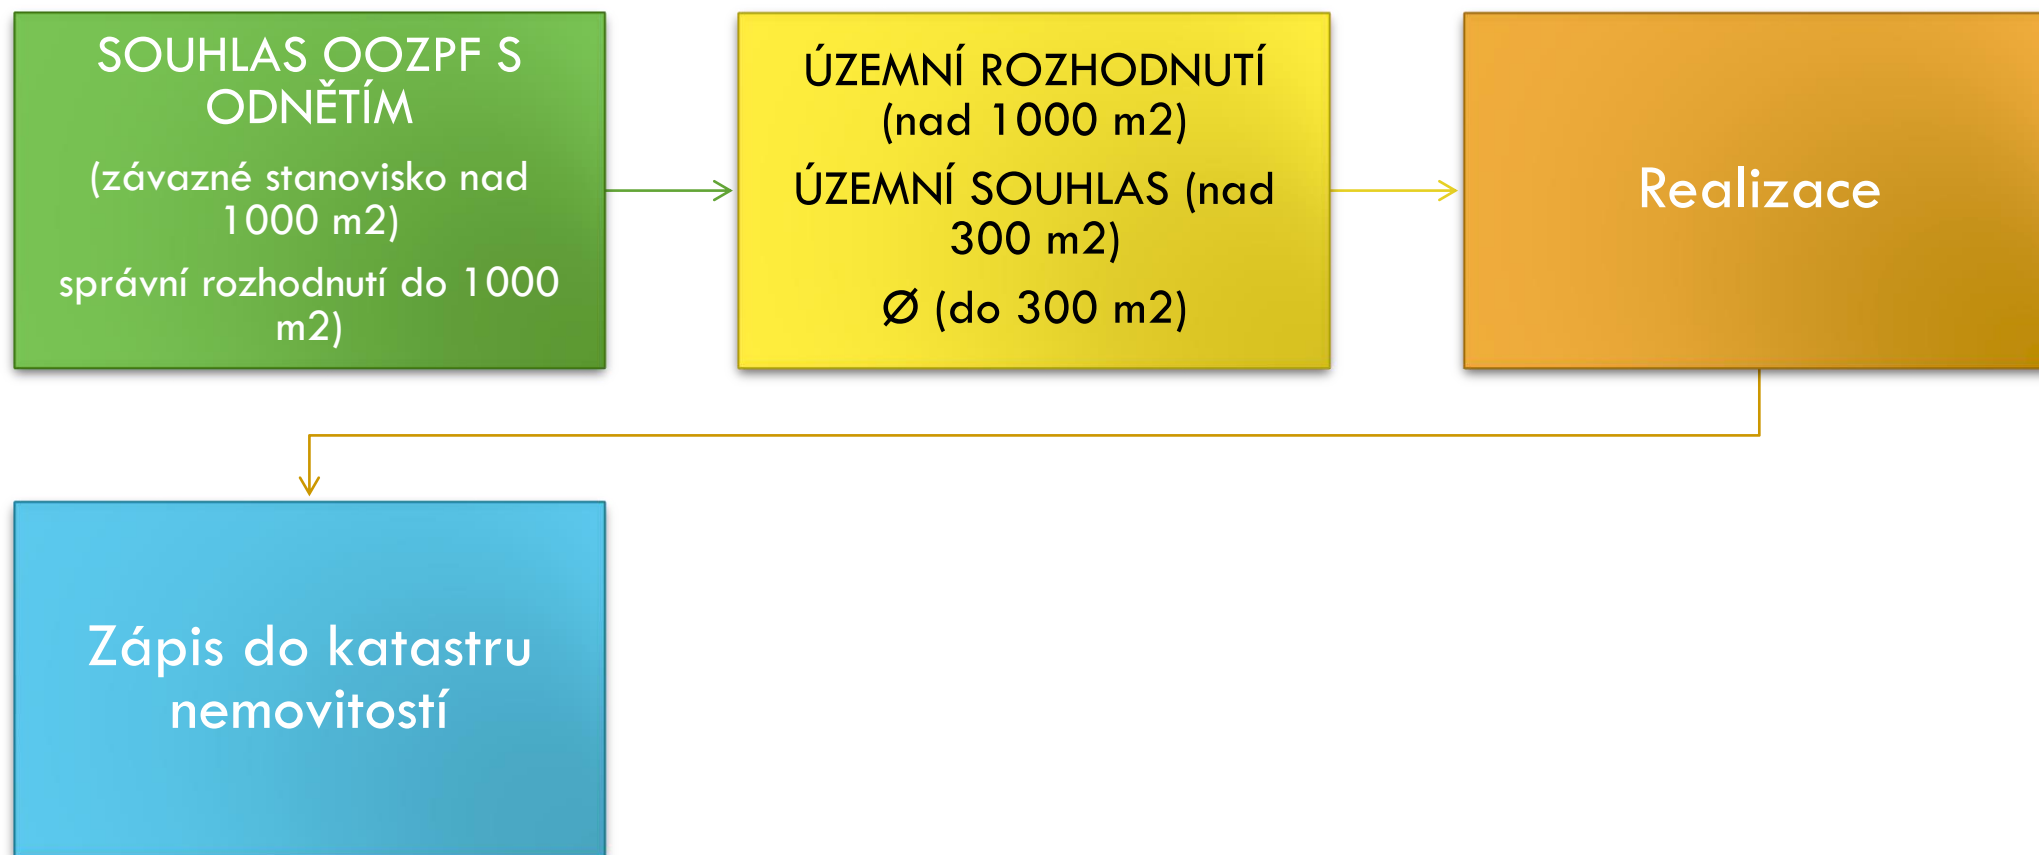 SOUHLAS OOZPF S
ODNĚTÍM
(závazné stanovisko nad
1000 m2)
správní rozhodnutí do 1000
m2)
ÚZEMNÍ ROZHODNUTÍ
(nad 1000 m2)
ÚZEMNÍ SOUHLAS (nad
300 m2)
Ø (do 300 m2)
Realizace
Zápis do katastru
nemovitostí